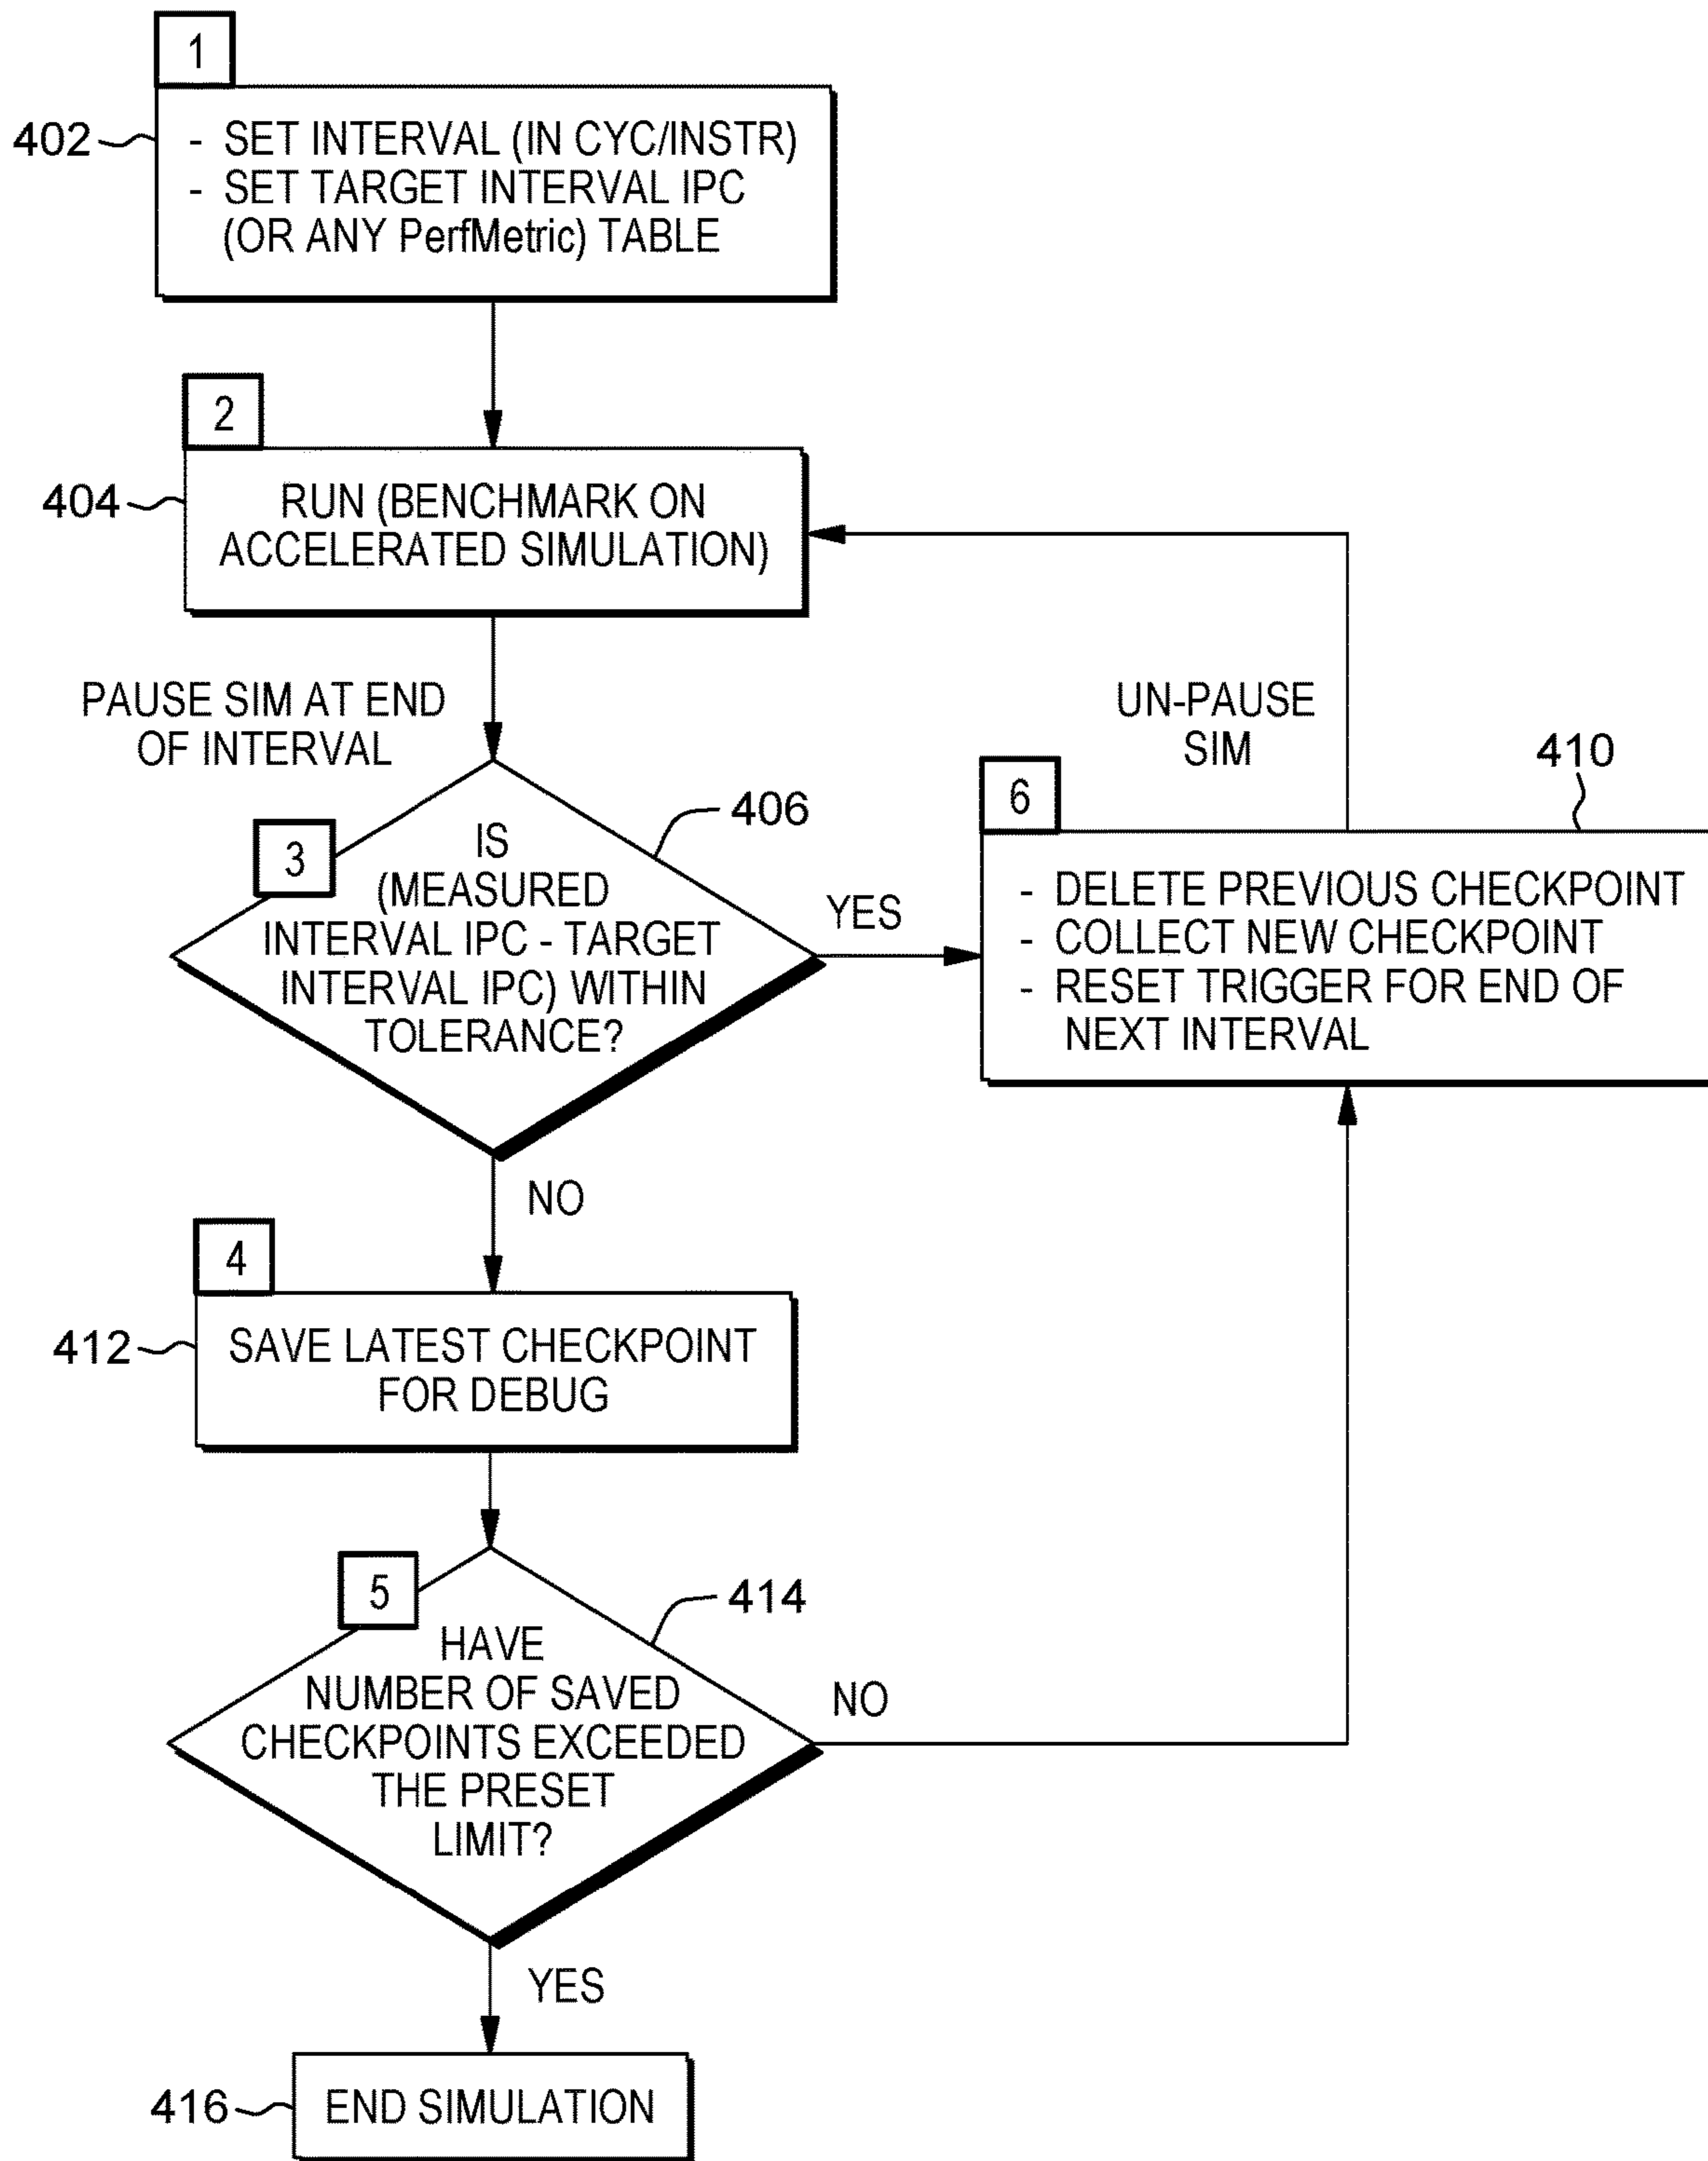 1
402
- SET INTERVAL (IN CYC/INSTR)
- SET TARGET INTERVAL IPC
(OR ANY PerfMetric) TABLE
2
404
RUN (BENCHMARK ON
ACCELERATED SIMULATION)
PAUSE SIM AT END
OF INTERVAL
3
406
IS
(MEASURED
INTERVAL IPC - TARGET
INTERVAL IPC) WITHIN
TOLERANCE?
YES
UN-PAUSE
SIM
410
6
- DELETE PREVIOUS CHECKPOINT
- COLLECT NEW CHECKPOINT
- RESET TRIGGER FOR END OF
NEXT INTERVAL
NO
4
412
SAVE LATEST CHECKPOINT
FOR DEBUG
5
414
HAVE
NUMBER OF SAVED
CHECKPOINTS EXCEEDED
THE PRESET
LIMIT?
NO
YES
416
END SIMULATION